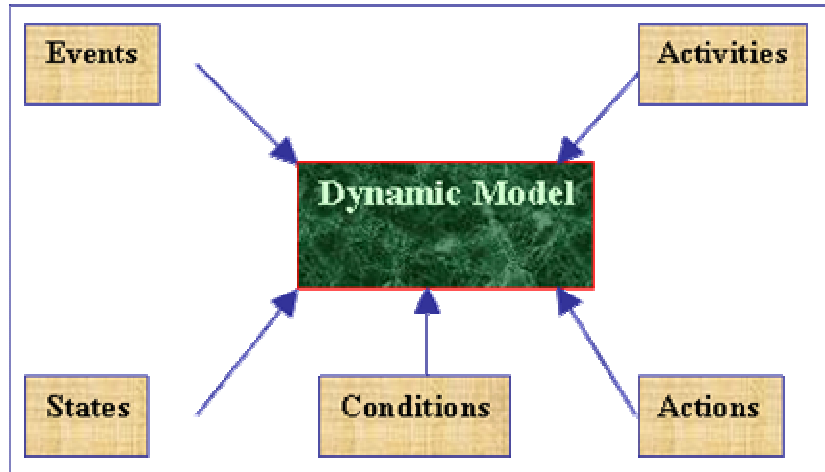 Events
Activities
Dynamic Model
States
Conditions
Actions